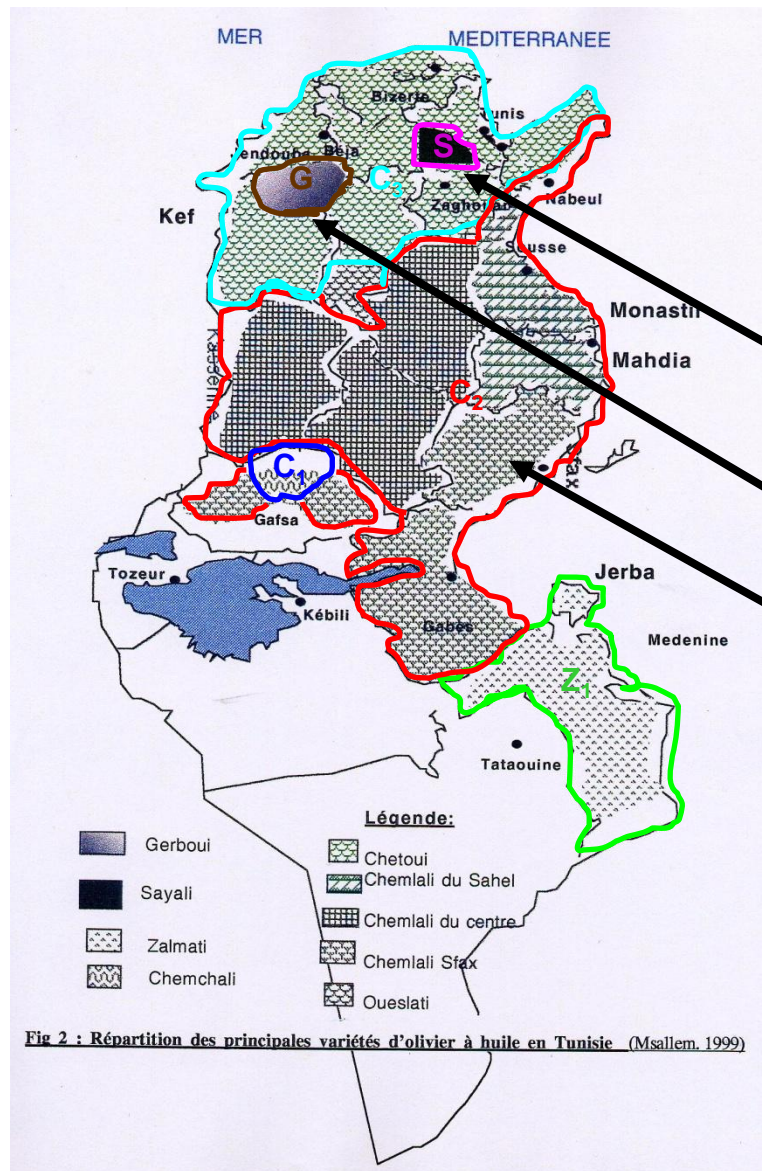 MER MEDITERRANEE
Bizerte
Tunis
Béja
S
G
C3
Zaghouan
Nabeul
Kef
Sousse
Monastir
Mahdia
Kasserine
C2
Sfax
C1
Gafsa
Tozeur
Kébili
Jerba
Gabès
Medenine
Z1
Tataouine
Légende:
Gerboui
Chetoui
Chemlali du Sahel
Sayali
Chemlali du centre
Zalmati
Chemlali Sfax
Chemchali
Oueslati
Fig 2 : Répartition des principales variétés d'olivier à huile en Tunisie (Msallem. 1999)